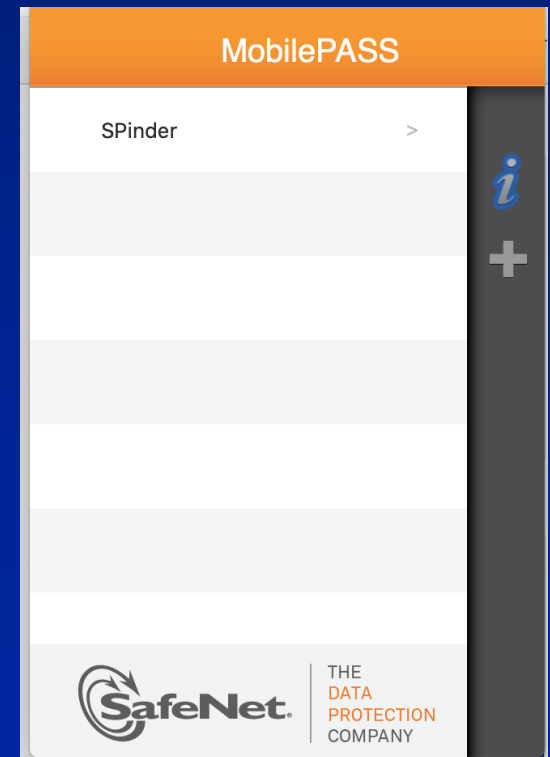 MobilePASS
SPinder >
i
SafeNet.
THE
DATA
PROTECTION
COMPANY